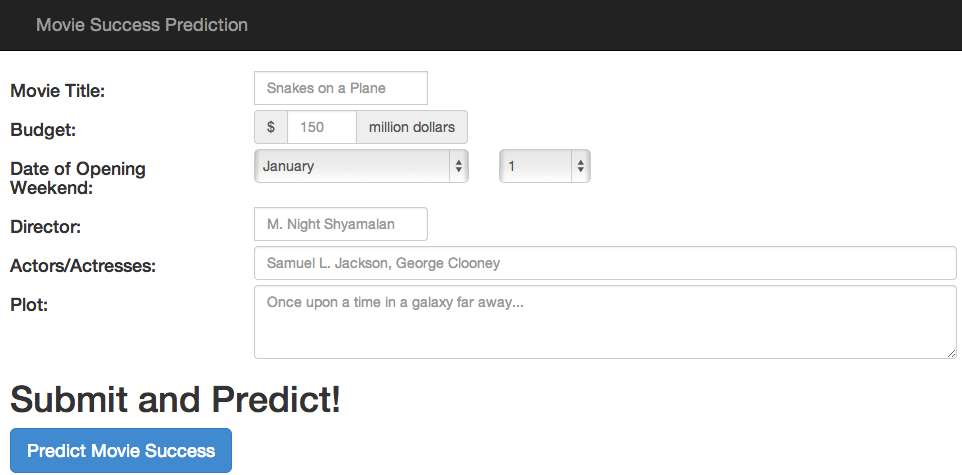 Movie Success Prediction
Movie Title: Snakes on a Plane
Budget: $ 150 million dollars
Date of Opening January 1
Weekend:
Director: M. Night Shyamalan
Actors/Actresses: Samuel L. Jackson, George Clooney
Plot: Once upon a time in a galaxy far away...
Submit and Predict!
Predict Movie Success